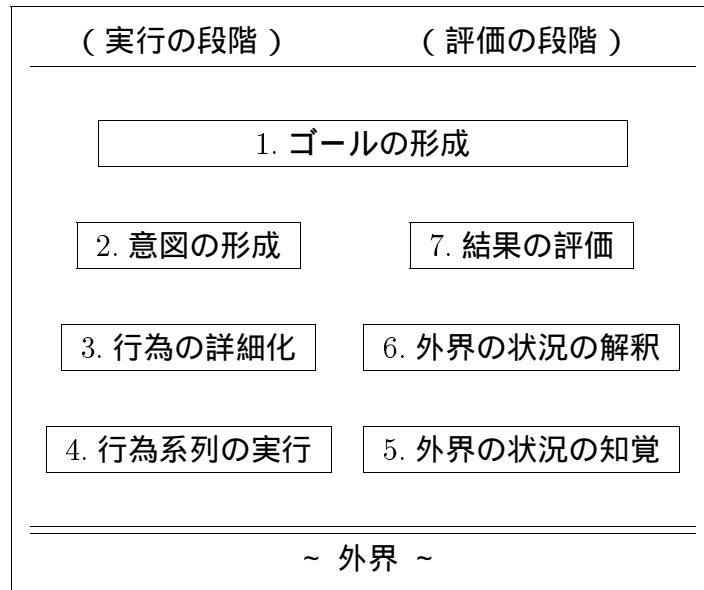 (実行の段階) (評価の段階)
1. ゴールの形成
2. 意図の形成 7. 結果の評価
3. 行為の詳細化 6. 外界の状況の解釈
4. 行為系列の実行 5. 外界の状況の知覚
~ 外界 ~